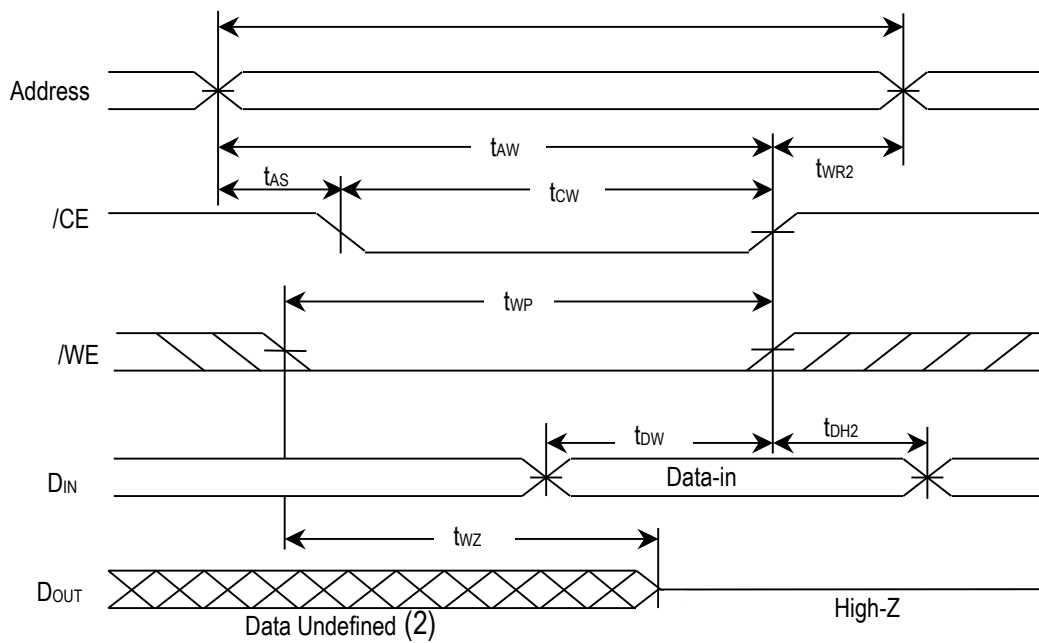 Address
tAW
tWR2
tAS
tCW
/CE
tWP
/WE
tDW
tDH2
DIN
Data-in
tWZ
DOUT
High-Z
Data Undefined (2)